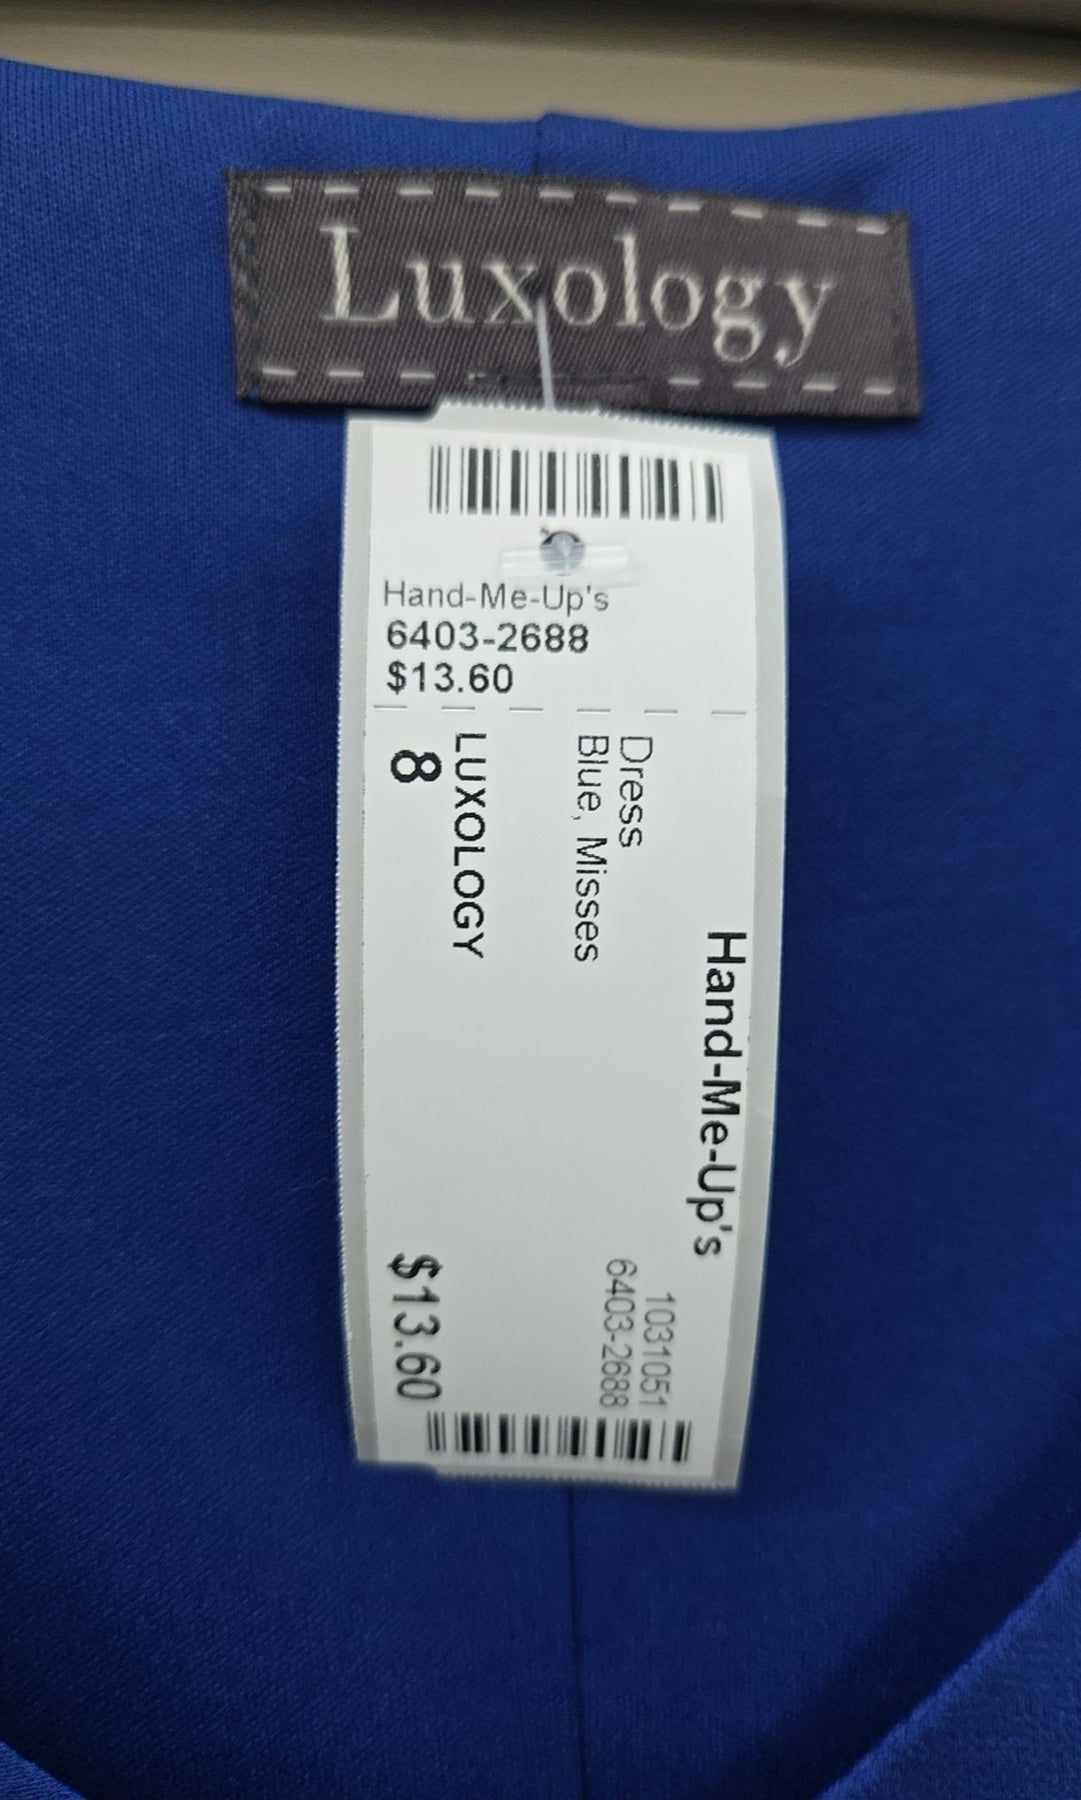 Luxology
Hand-Me-Up's
6403-2688
$13.60
Hand-Me-Up's
Dress
Blue, Misses
LUXOLOGY
8
1031051
6403-2688
$13.60